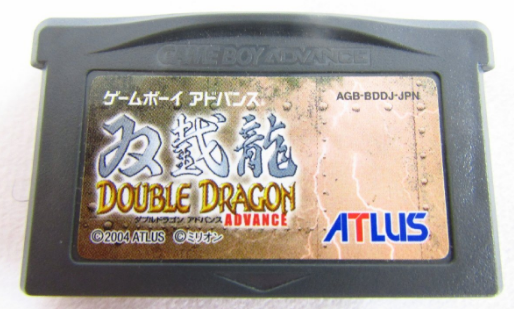 GAME BOY ADVANCE
ゲームボーイ アドバンス
AGB-BDDJ-JPN
双截龍
DOUBLE DRAGON
ダブルドラゴン アドバンス
ADVANCE
©2004 ATLUS ©ミリオン
ATLUS